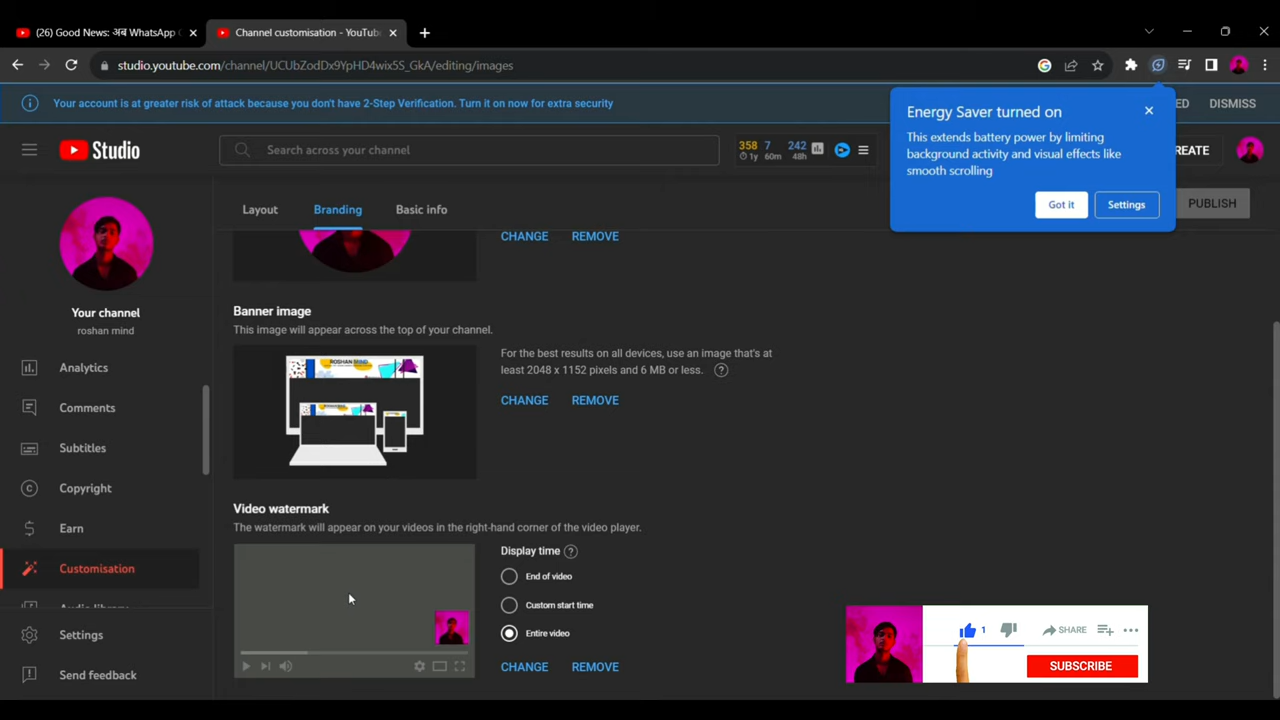 (26) Good News: अब WhatsApp C
Channel customisation - YouTube
studio.youtube.com/channel/UCUbZodDx9YpHD4wix5S_GkA/editing/images
Your account is at greater risk of attack because you don't have 2-Step Verification. Turn it on now for extra security
ED
DISMISS
Energy Saver turned on
This extends battery power by limiting
background activity and visual effects like
smooth scrolling
Got it
Settings
Studio
Search across your channel
358 7 242
1y 60m 48h
REATE
Layout
Branding
Basic info
PUBLISH
Your channel
roshan mind
Analytics
Comments
Subtitles
Copyright
Earn
Customisation
Audio library
Settings
Send feedback
CHANGE
REMOVE
Banner image
This image will appear across the top of your channel.
ROSHAN MIND
For the best results on all devices, use an image that's at
least 2048 x 1152 pixels and 6 MB or less.
CHANGE
REMOVE
Video watermark
The watermark will appear on your videos in the right-hand corner of the video player.
Display time
End of video
Custom start time
Entire video
CHANGE
REMOVE
1
SHARE
SUBSCRIBE